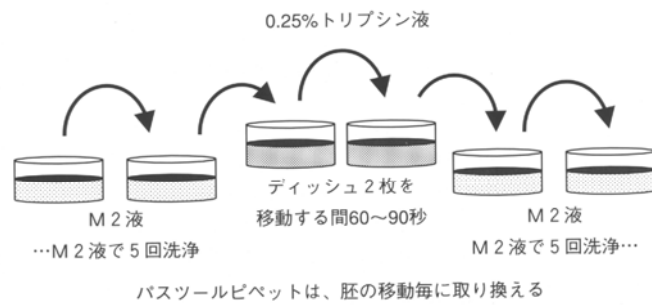 0.25%トリプシン液
ディッシュ2枚を
移動する間60〜90秒
M2液
…M2液で5回洗浄
M2液
M2液で5回洗浄…
パスツールピペットは、胚の移動毎に取り換える